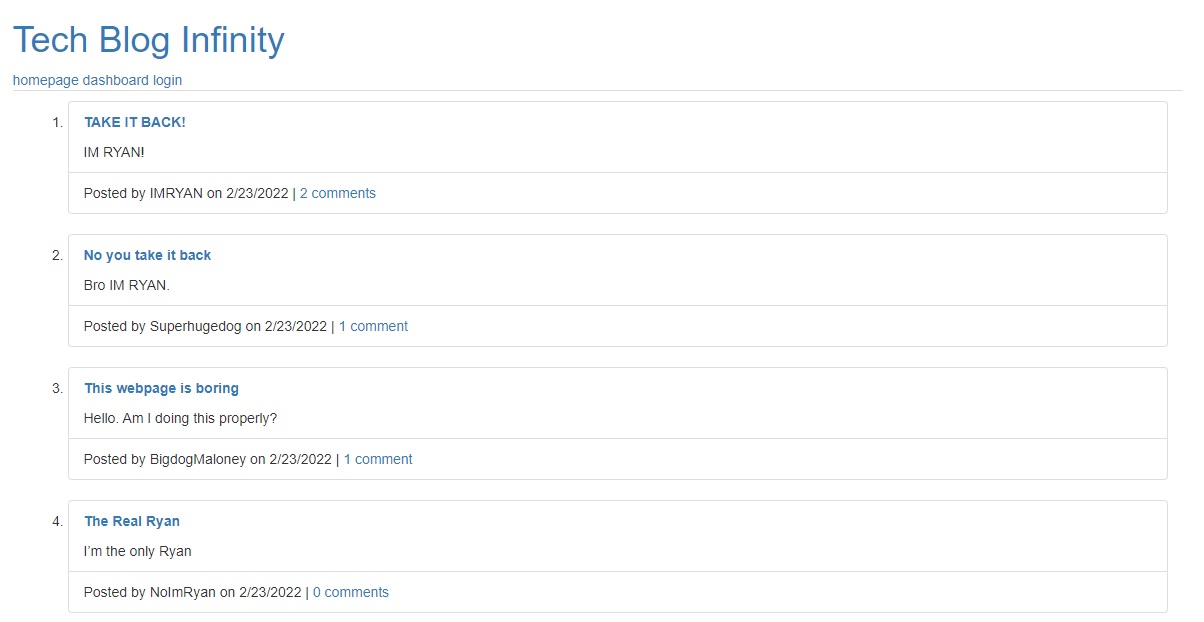 Tech Blog Infinity
homepage dashboard login
1. TAKE IT BACK!
IM RYAN!
Posted by IMRYAN on 2/23/2022 | 2 comments
2. No you take it back
Bro IM RYAN.
Posted by Superhugedog on 2/23/2022 | 1 comment
3. This webpage is boring
Hello. Am I doing this properly?
Posted by BigdogMaloney on 2/23/2022 | 1 comment
4. The Real Ryan
I’m the only Ryan
Posted by NoImRyan on 2/23/2022 | 0 comments